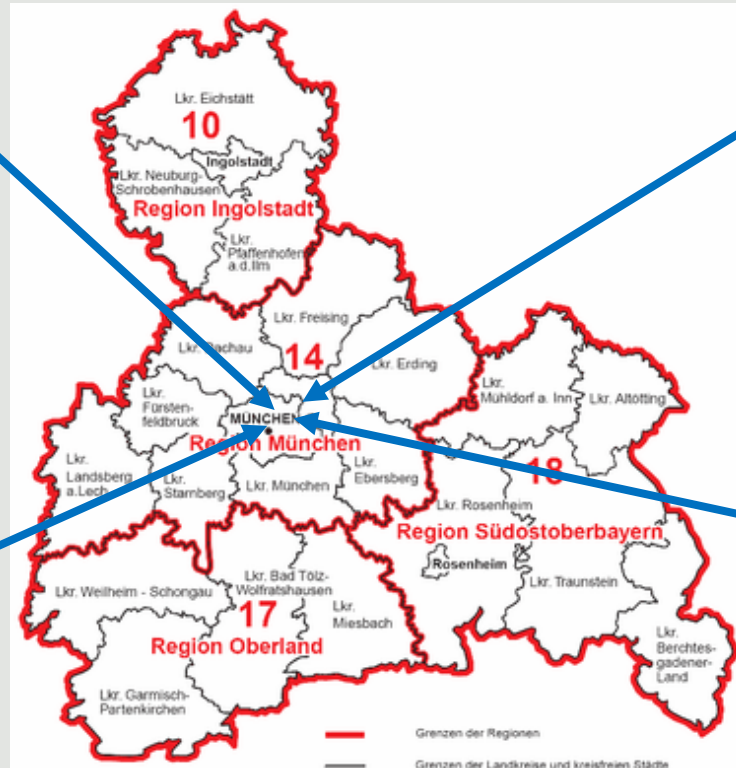 Lkr. Eichstätt
10
Ingolstadt
Lkr. Neuburg-
Schrobenhausen
Region Ingolstadt
Lkr.
Pfaffenhofen
a.d.Ilm
Lkr. Freising
Lkr. Dachau
14
Lkr. Erding
Lkr.
Mühldorf a. Inn
Lkr. Altötting
Lkr.
Fürsten-
feldbruck
MÜNCHEN
Region München
Lkr.
Landsberg
a.Lech
Lkr.
Starnberg
Lkr. München
Lkr.
Ebersberg
18
Lkr. Rosenheim
Region Südostoberbayern
Rosenheim
Lkr. Traunstein
Lkr. Weilheim - Schongau
Lkr. Bad Tölz-
Wolfratshausen
17
Lkr.
Miesbach
Region Oberland
Lkr.
Berchtes-
gadener-
Land
Lkr. Garmisch-
Partenkirchen
Grenzen der Regionen
Grenzen der Landkreise und kreisfreien Städte